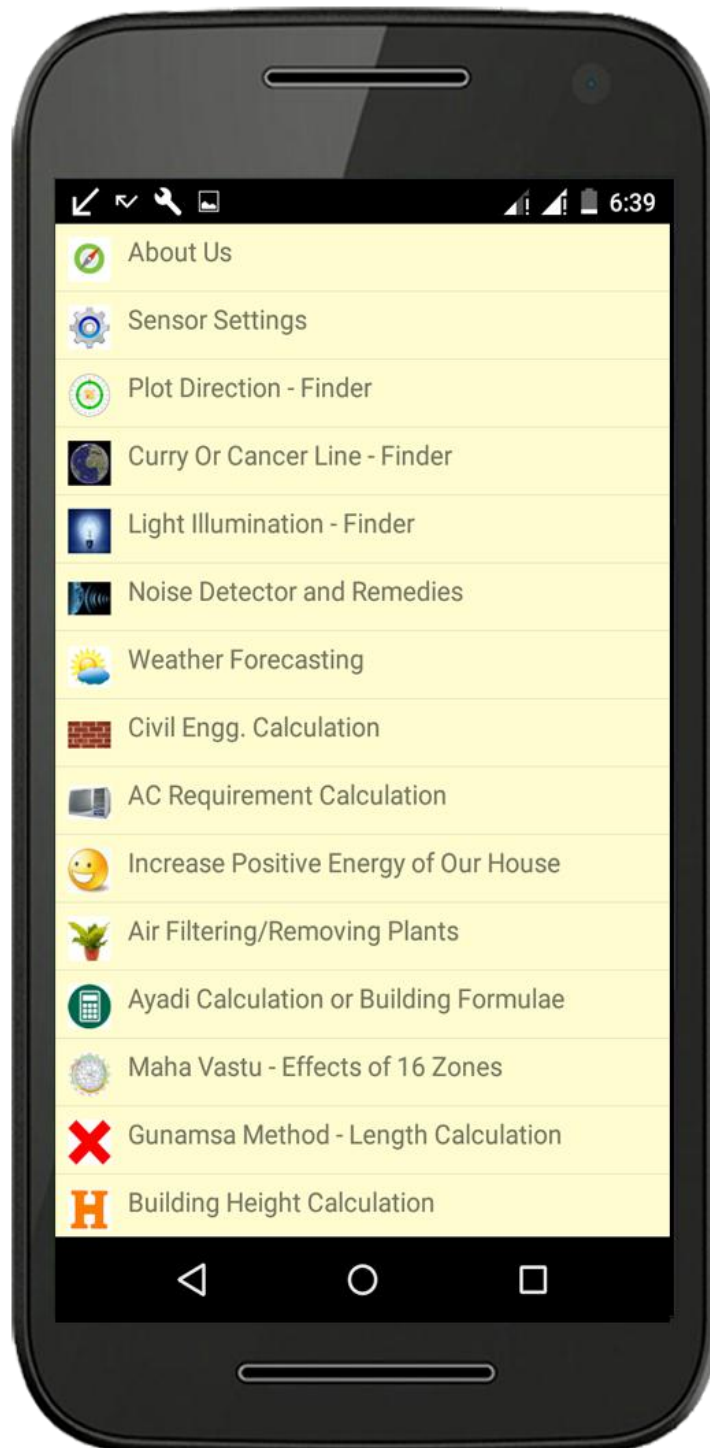 6:39
About Us
Sensor Settings
Plot Direction - Finder
Curry Or Cancer Line - Finder
Light Illumination - Finder
Noise Detector and Remedies
Weather Forecasting
Civil Engg. Calculation
AC Requirement Calculation
Increase Positive Energy of Our House
Air Filtering/Removing Plants
Ayadi Calculation or Building Formulae
Maha Vastu - Effects of 16 Zones
Gunamsa Method - Length Calculation
H Building Height Calculation